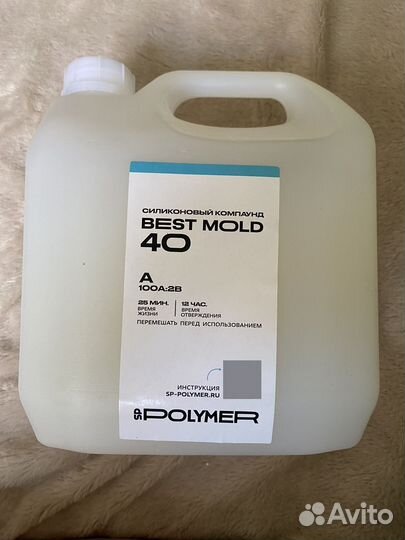 СИЛИКОНОВЫЙ КОМПАУНД
BEST MOLD
40
A
100A:2B
25 МИН.
ВРЕМЯ
ЖИЗНИ
12 ЧАС.
ВРЕМЯ
ОТВЕРЖДЕНИЯ
ПЕРЕМЕШАТЬ ПЕРЕД ИСПОЛЬЗОВАНИЕМ
ИНСТРУКЦИЯ
SP-POLYMER.RU
SP POLYMER
Avito